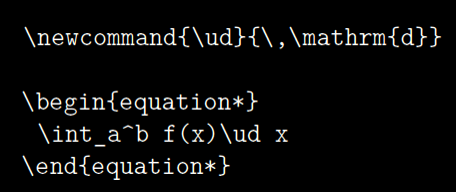 \newcommand{\ud}{\,\mathrm{d}}
\begin{equation*}
\int_a^b f(x)\ud x
\end{equation*}